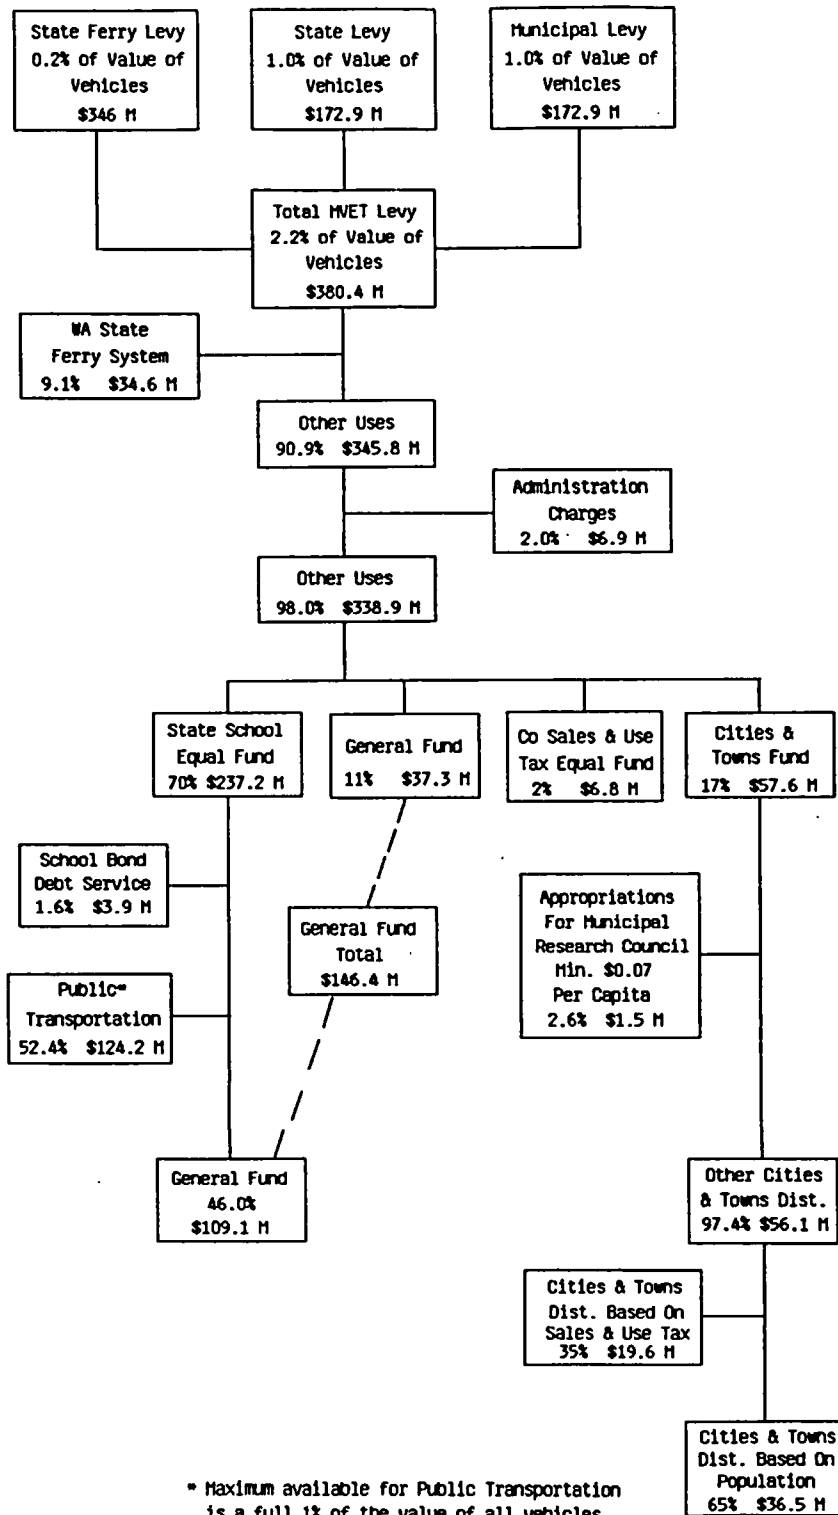 State Ferry Levy
0.2% of Value of
Vehicles
$346 M
State Levy
1.0% of Value of
Vehicles
$172.9 M
Municipal Levy
1.0% of Value of
Vehicles
$172.9 M
Total MVET Levy
2.2% of Value of
Vehicles
$380.4 M
WA State
Ferry System
9.1% $34.6 M
Other Uses
90.9% $345.8 M
Administration
Charges
2.0% $6.9 M
Other Uses
98.0% $338.9 M
State School
Equal Fund
70% $237.2 M
General Fund
11% $37.3 M
Co Sales & Use
Tax Equal Fund
2% $6.8 M
Cities &
Towns Fund
17% $57.6 M
School Bond
Debt Service
1.6% $3.9 M
General Fund
Total
$146.4 M
Appropriations
For Municipal
Research Council
Min. $0.07
Per Capita
2.6% $1.5 M
Public*
Transportation
52.4% $124.2 M
General Fund
46.0%
$109.1 M
Other Cities
& Towns Dist.
97.4% $56.1 M
Cities & Towns
Dist. Based On
Sales & Use Tax
35% $19.6 M
Cities & Towns
Dist. Based On
Population
65% $36.5 M
* Maximum available for Public Transportation
is a full 1% of the value of all vehicles